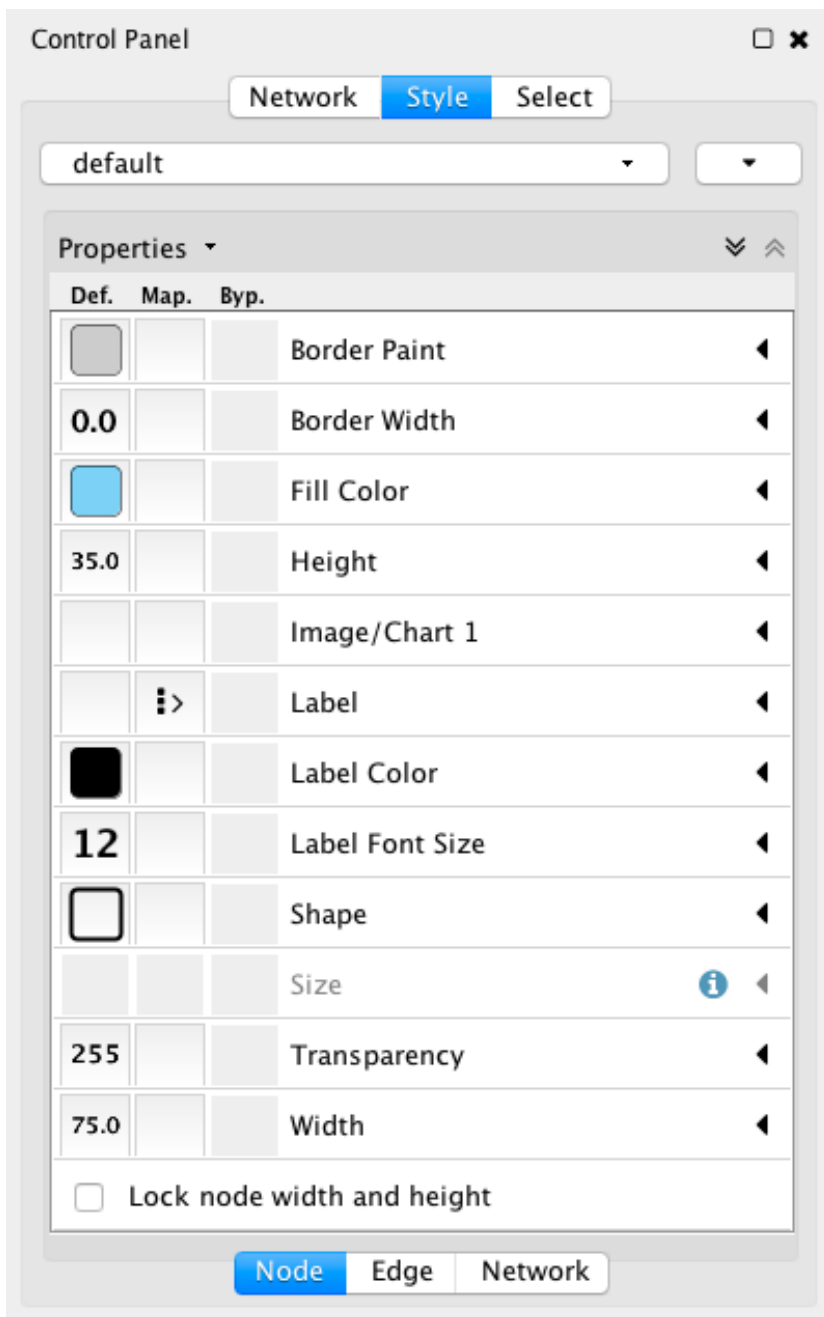 Control Panel
Network Style Select
default
Properties
Def. Map. Byp.
Border Paint
0.0 Border Width
Fill Color
35.0 Height
Image/Chart 1
Label
Label Color
12 Label Font Size
Shape
Size
255 Transparency
75.0 Width
Lock node width and height
Node Edge Network